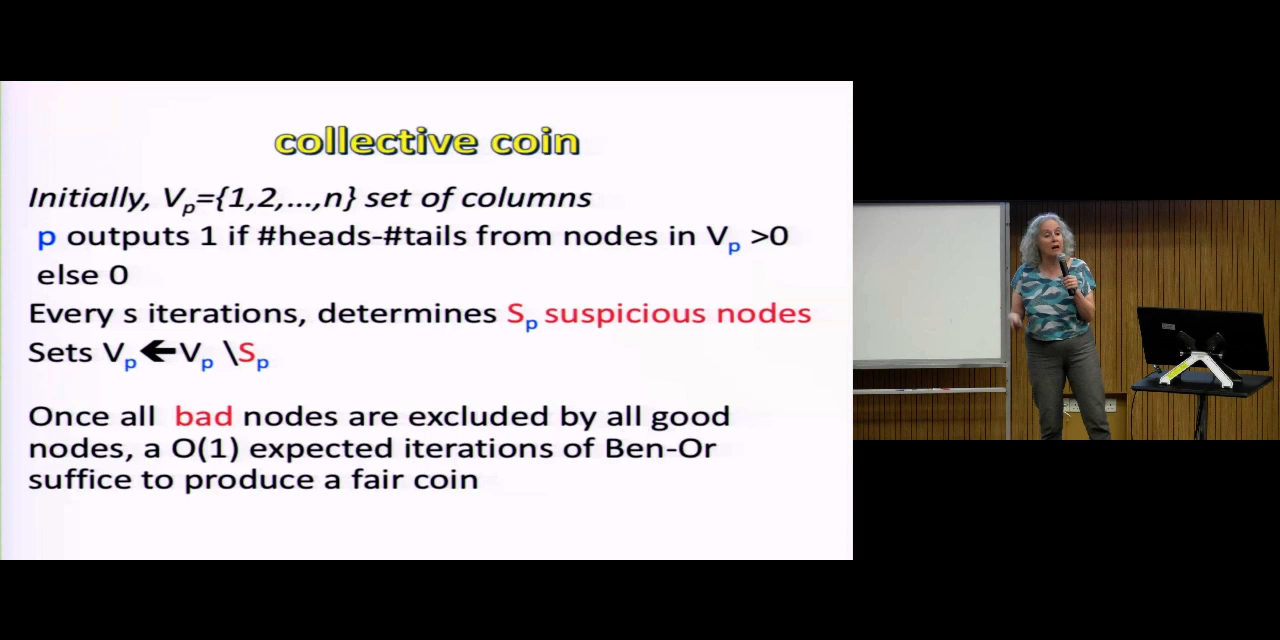 collective coin
Initially, Vp={1,2,...,n} set of columns
p outputs 1 if #heads-#tails from nodes in Vp >0
else 0
Every s iterations, determines Sp suspicious nodes
Sets Vp 🡰Vp \Sp
Once all bad nodes are excluded by all good
nodes, a O(1) expected iterations of Ben-Or
suffice to produce a fair coin